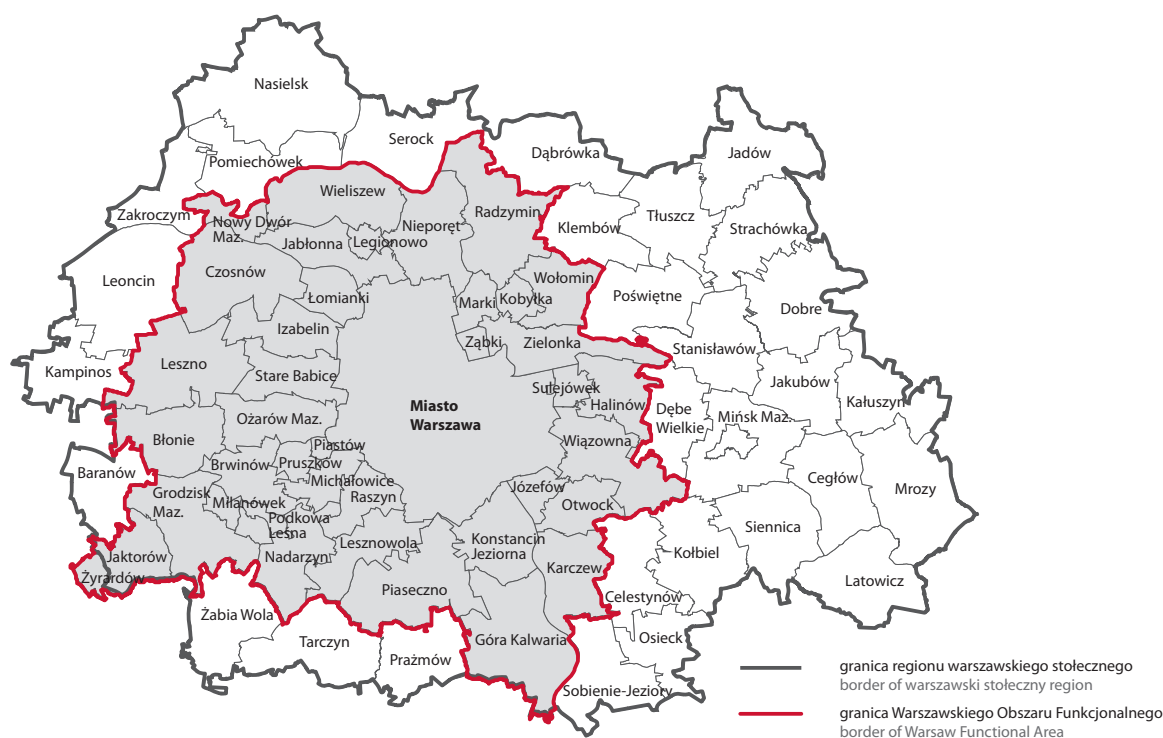 Nasielsk
Serock
Dąbrówka
Jadów
Pomiechówek
Wieliszew
Zakroczym
Nowy Dwór
Maz.
Nieporęt
Radzymin
Klembów
Tłuszcz
Strachówka
Jabłonna
Legionowo
Leoncin
Czosnów
Łomianki
Wołomin
Marki
Kobyłka
Poświętne
Dobre
Izabelin
Ząbki
Zielonka
Stanisławów
Leszno
Kampinos
Stare Babice
Sulejówek
Halinów
Jakubów
Kałuszyn
Miasto
Warszawa
Dębe
Wielkie
Mińsk Maz.
Ożarów Maz.
Błonie
Piastów
Wiązowna
Baranów
Brwinów
Pruszków
Michałowice
Raszyn
Cegłów
Mrozy
Grodzisk
Maz.
Milanówek
Józefów
Otwock
Podkowa
Leśna
Siennica
Jaktorów
Nadarzyn
Lesznowola
Konstancin
Jeziorna
Karczew
Kołbiel
Żyrardów
Piaseczno
Latowicz
Żabia Wola
Celestynów
Tarczyn
Prażmów
Góra Kalwaria
Osieck
Sobienie-Jeziory
granica regionu warszawskiego stołecznego
border of warszawski stołeczny region
granica Warszawskiego Obszaru Funkcjonalnego
border of Warsaw Functional Area